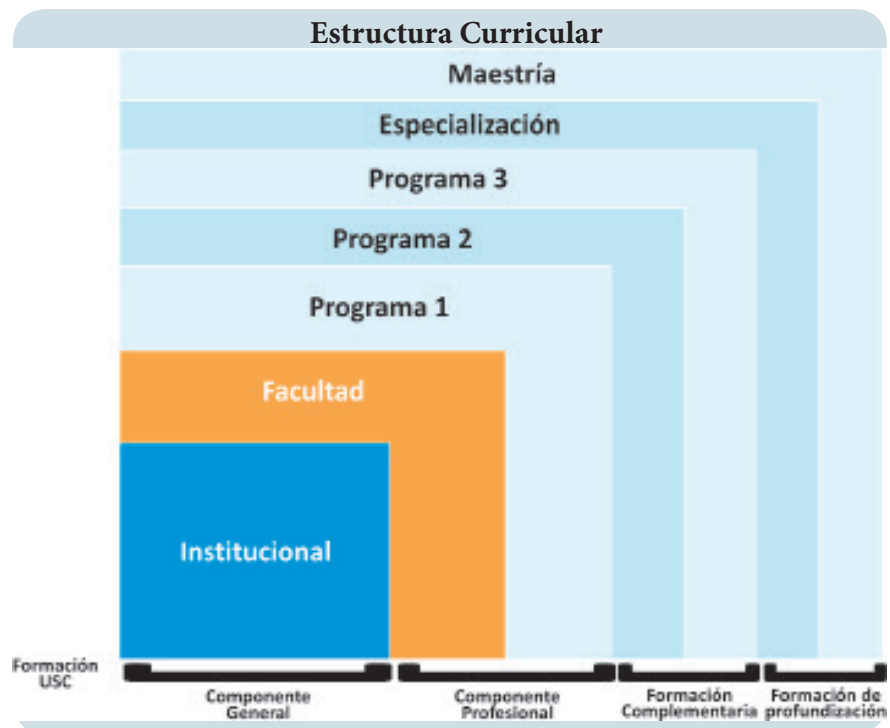 Estructura Curricular
Maestría
Especialización
Programa 3
Programa 2
Programa 1
Facultad
Institucional
Formación
USC
Componente
General
Componente
Profesional
Formación
Complementaria
Formación de
profundización